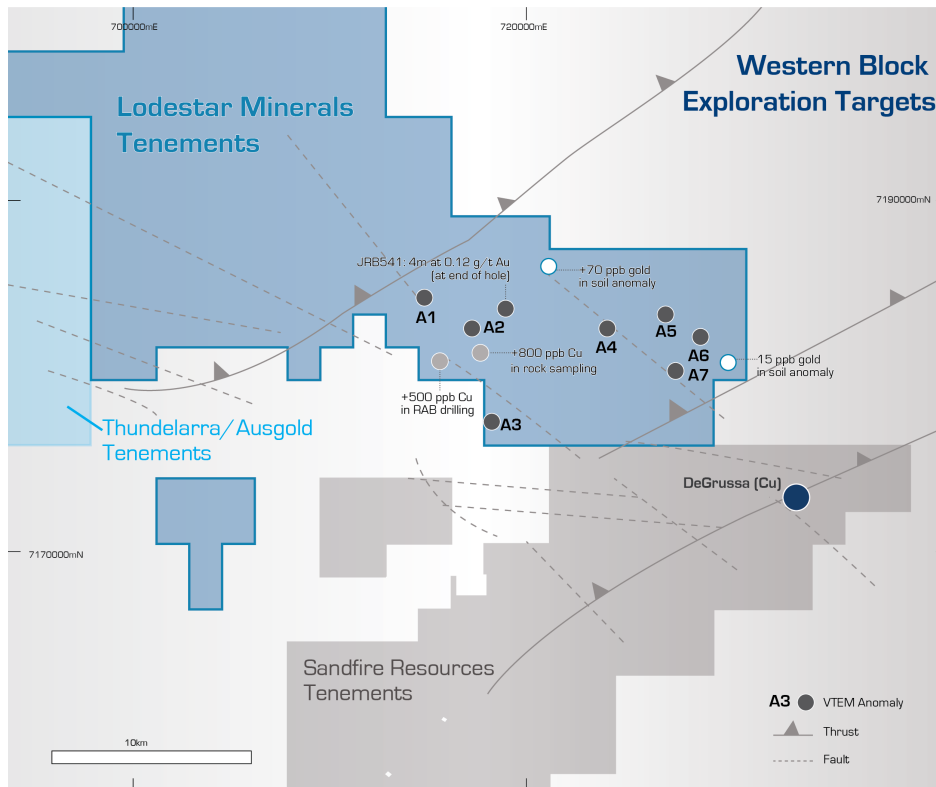 700000mE
720000mE
Western Block
Exploration Targets
Lodestar Minerals
Tenements
7190000mN
JRB541: 4m at 0.12 g/t Au
(at end of hole)
+70 ppb gold
in soil anomaly
A1
A2
A4
A5
A6
A7
+800 ppb Cu
in rock sampling
15 ppb gold
in soil anomaly
+500 ppb Cu
in RAB drilling
A3
Thundelarra/Ausgold
Tenements
DeGrussa (Cu)
7170000mN
Sandfire Resources
Tenements
A3 VTEM Anomaly
Thrust
Fault
10km